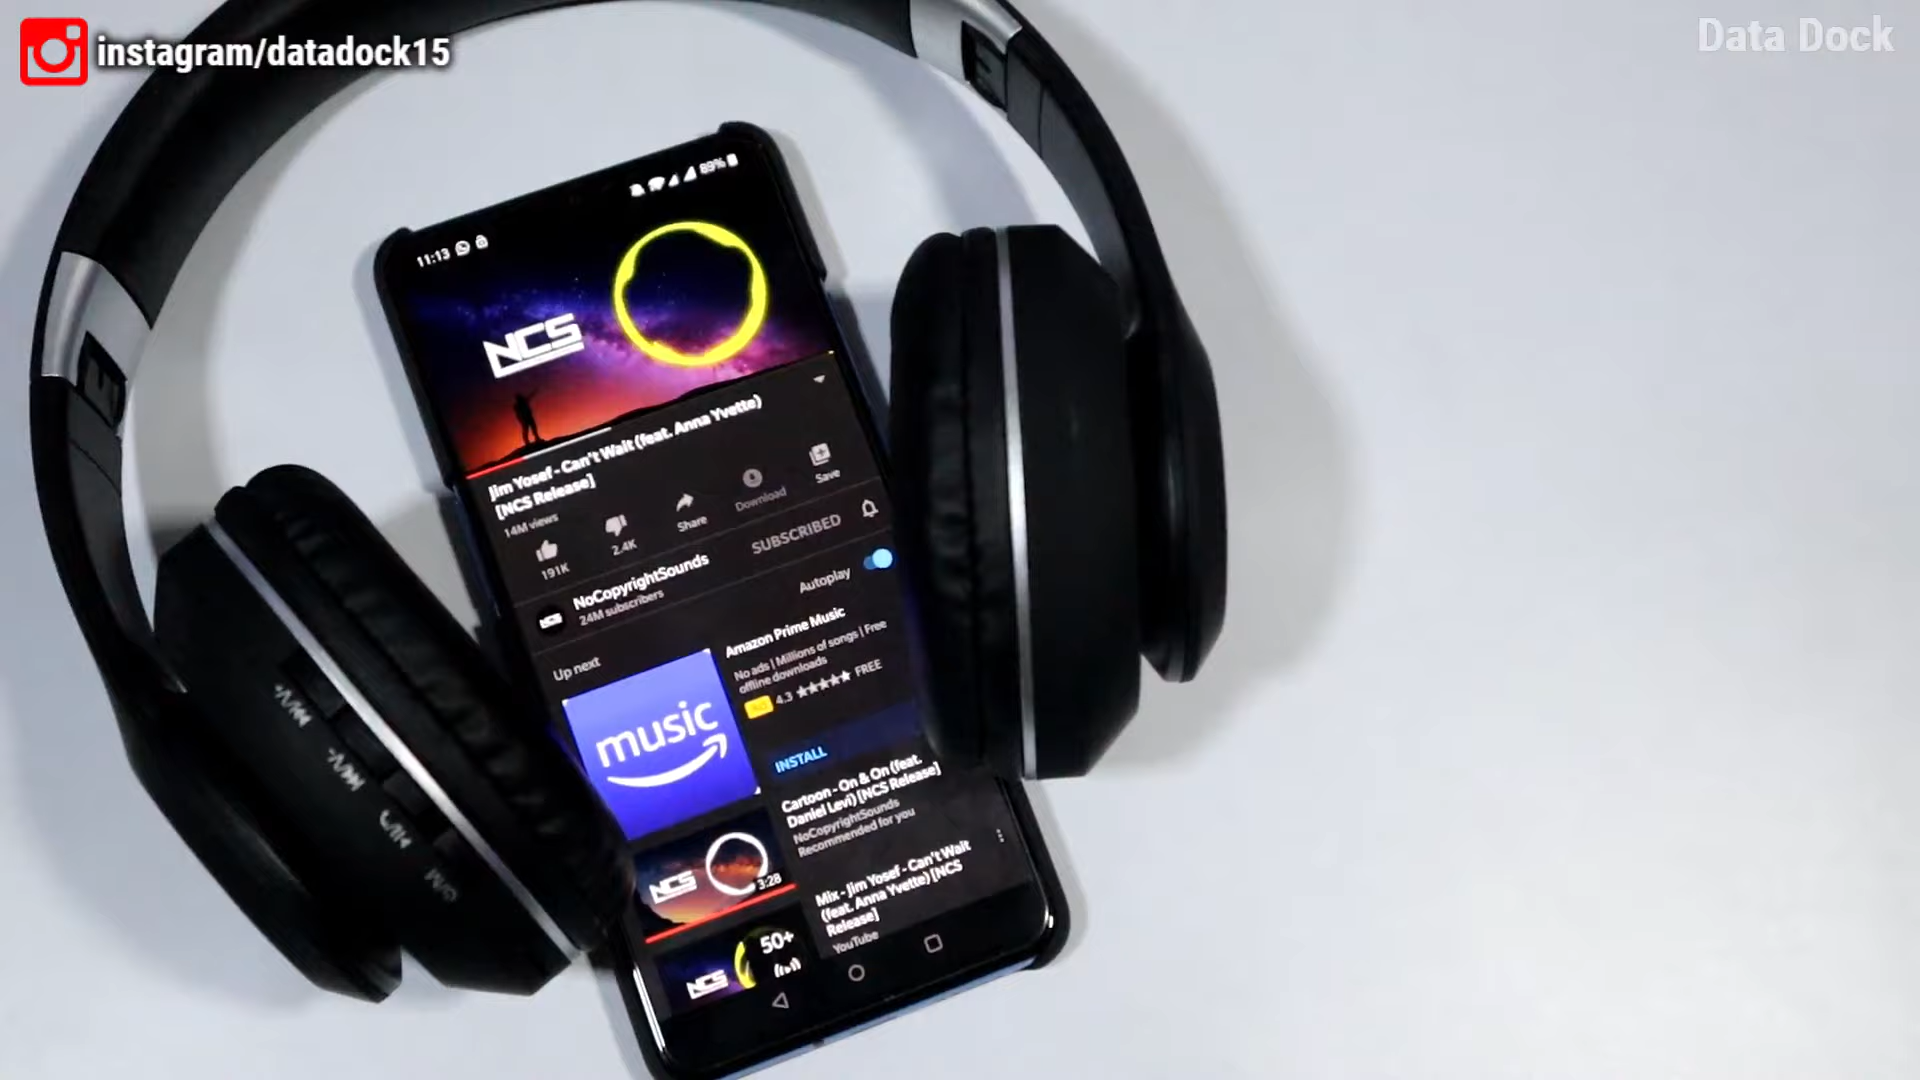 instagram/datadock15
Data Dock
11:13
89%
NCS
Jim Yosef - Can't Wait (feat. Anna Yvette)
[NCS Release]
14M views
191K
2.4K
Share
Download
Save
NoCopyrightSounds
24M subscribers
SUBSCRIBED
Autoplay
Up next
music
Amazon Prime Music
No ads | Millions of songs | Free
offline downloads
4.3 ★★★★★ FREE
INSTALL
NCS
3:28
Cartoon - On & On (feat.
Daniel Levi) [NCS Release]
NoCopyrightSounds
Recommended for you
NCS
50+
Mix - Jim Yosef - Can't Wait
(feat. Anna Yvette) [NCS
Release]
YouTube